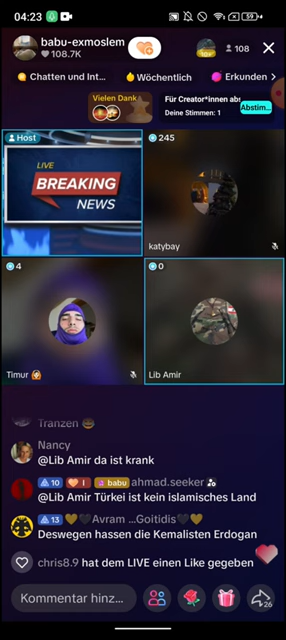 04:23
59
babu-exmoslem
108.7K
108
Chatten und Int...
Wöchentlich
Erkunden
Vielen Dank
Für Creator*innen abs
Deine Stimmen: 1
Abstim...
Host
LIVE
BREAKING
NEWS
245
katybay
4
Timur
0
Lib Amir
Tranzen
Nancy
@Lib Amir da ist krank
10 I babu ahmad.seeker
@Lib Amir Türkei ist kein islamisches Land
13 Avram ...Goitidis
Deswegen hassen die Kemalisten Erdogan
chris8.9 hat dem LIVE einen Like gegeben
Kommentar hinz...
26